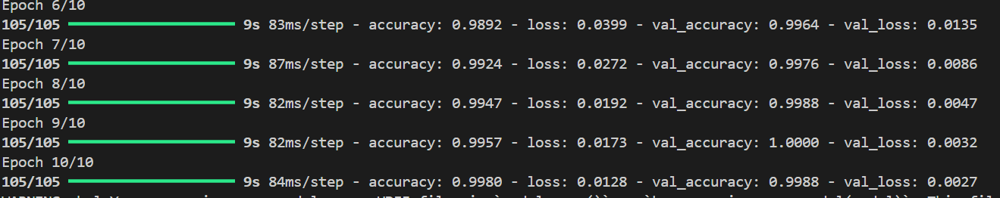 Epoch 6/10
105/105 9s 83ms/step - accuracy: 0.9892 - loss: 0.0399 - val_accuracy: 0.9964 - val_loss: 0.0135
Epoch 7/10
105/105 9s 87ms/step - accuracy: 0.9924 - loss: 0.0272 - val_accuracy: 0.9976 - val_loss: 0.0086
Epoch 8/10
105/105 9s 82ms/step - accuracy: 0.9947 - loss: 0.0192 - val_accuracy: 0.9988 - val_loss: 0.0047
Epoch 9/10
105/105 9s 82ms/step - accuracy: 0.9957 - loss: 0.0173 - val_accuracy: 1.0000 - val_loss: 0.0032
Epoch 10/10
105/105 9s 84ms/step - accuracy: 0.9980 - loss: 0.0128 - val_accuracy: 0.9988 - val_loss: 0.0027